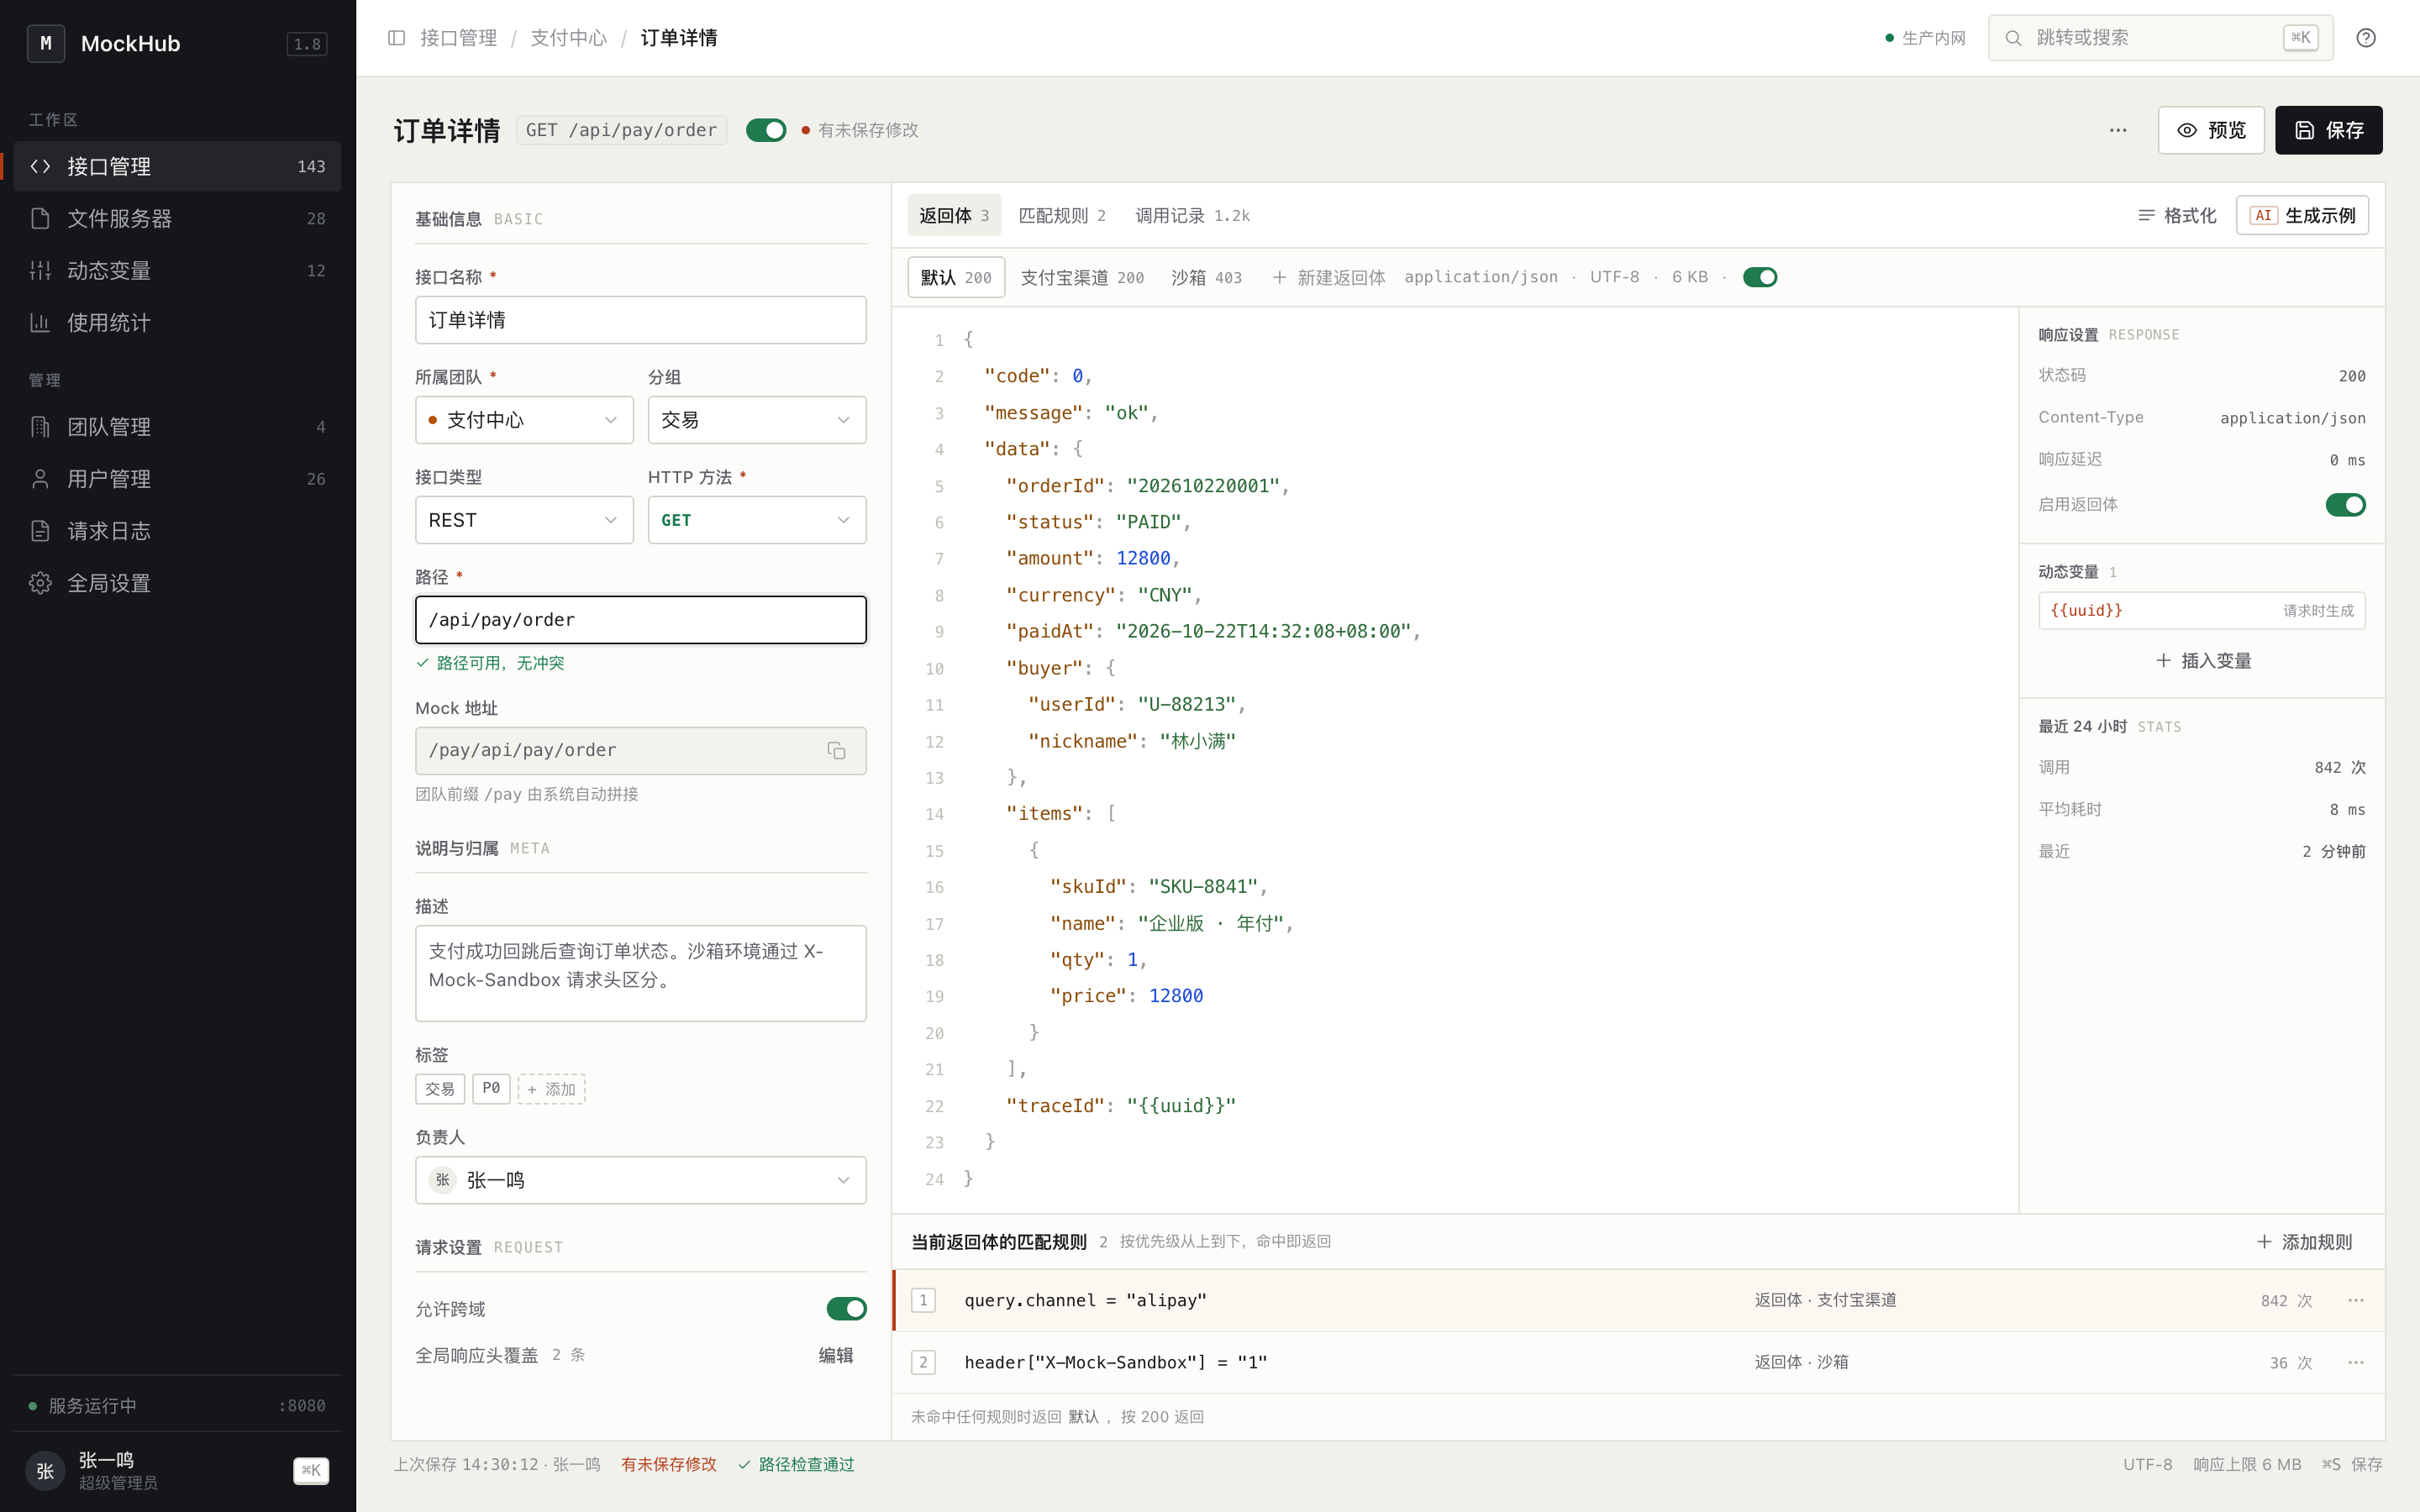 M MockHub 1.8
工作区
接口管理 143
文件服务器 28
动态变量 12
使用统计
管理
团队管理 4
用户管理 26
请求日志
全局设置
服务运行中 :8080
张 张一鸣 ⌘K
超级管理员
接口管理 / 支付中心 / 订单详情
生产内网 跳转或搜索 ⌘K
订单详情 GET /api/pay/order 有未保存修改
··· 预览 保存
基础信息 BASIC
接口名称 *
订单详情
所属团队 * 分组
支付中心 交易
接口类型 HTTP 方法 *
REST GET
路径 *
/api/pay/order
路径可用，无冲突
Mock 地址
/pay/api/pay/order
团队前缀 /pay 由系统自动拼接
说明与归属 META
描述
支付成功回跳后查询订单状态。沙箱环境通过 X-
Mock-Sandbox 请求头区分。
标签
交易 P0 + 添加
负责人
张 张一鸣
请求设置 REQUEST
允许跨域
全局响应头覆盖 2 条 编辑
返回体 3 匹配规则 2 调用记录 1.2k 格式化 AI 生成示例
默认 200 支付宝渠道 200 沙箱 403 + 新建返回体 application/json · UTF-8 · 6 KB ·
1 {
2 "code": 0,
3 "message": "ok",
4 "data": {
5 "orderId": "202610220001",
6 "status": "PAID",
7 "amount": 12800,
8 "currency": "CNY",
9 "paidAt": "2026-10-22T14:32:08+08:00",
10 "buyer": {
11 "userId": "U-88213",
12 "nickname": "林小满"
13 },
14 "items": [
15 {
16 "skuId": "SKU-8841",
17 "name": "企业版 · 年付",
18 "qty": 1,
19 "price": 12800
20 }
21 ],
22 "traceId": "{{uuid}}"
23 }
24 }
响应设置 RESPONSE
状态码 200
Content-Type application/json
响应延迟 0 ms
启用返回体
动态变量 1
{{uuid}} 请求时生成
+ 插入变量
最近 24 小时 STATS
调用 842 次
平均耗时 8 ms
最近 2 分钟前
当前返回体的匹配规则 2 按优先级从上到下，命中即返回 + 添加规则
1 query.channel = "alipay" 返回体 · 支付宝渠道 842 次 ···
2 header["X-Mock-Sandbox"] = "1" 返回体 · 沙箱 36 次 ···
未命中任何规则时返回 默认 ，按 200 返回
上次保存 14:30:12 · 张一鸣 有未保存修改 路径检查通过
UTF-8 响应上限 6 MB ⌘S 保存